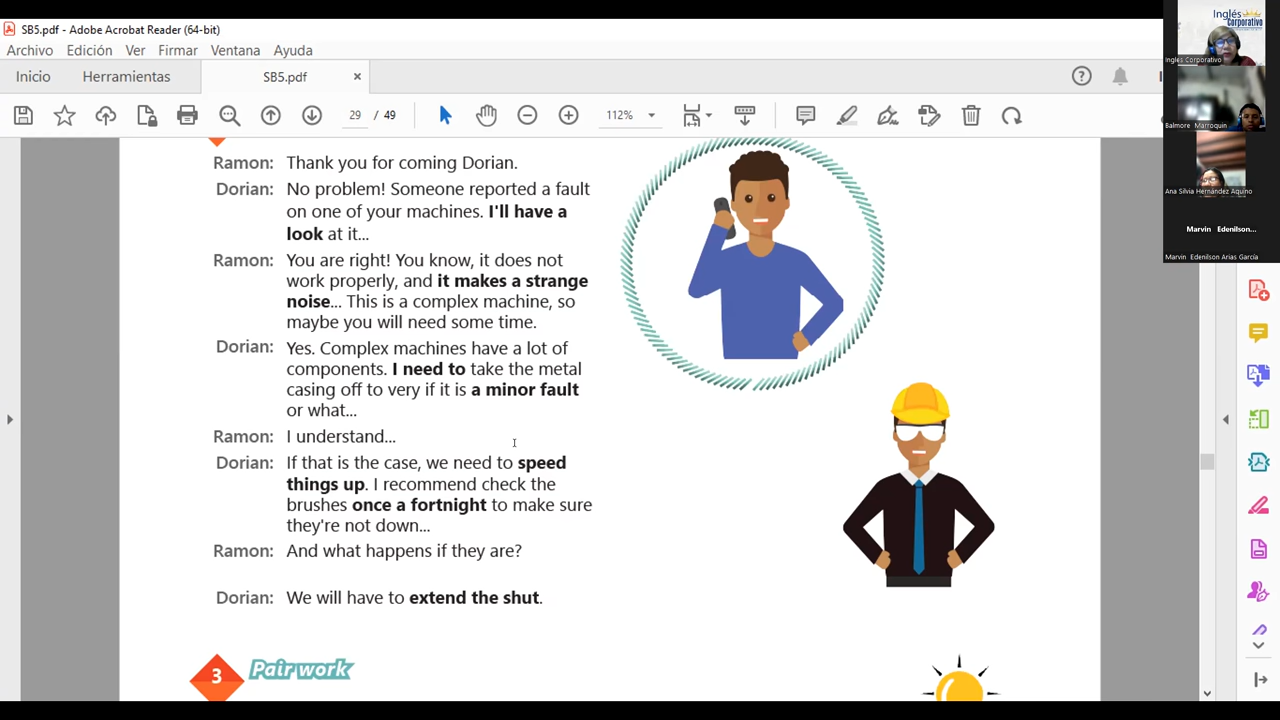 SB5.pdf - Adobe Acrobat Reader (64-bit)
Archivo Edición Ver Firmar Ventana Ayuda
Inicio Herramientas SB5.pdf ×
29 / 49 112%
Ramon: Thank you for coming Dorian.
Dorian: No problem! Someone reported a fault
on one of your machines. I'll have a
look at it...
Ramon: You are right! You know, it does not
work properly, and it makes a strange
noise... This is a complex machine, so
maybe you will need some time.
Dorian: Yes. Complex machines have a lot of
components. I need to take the metal
casing off to very if it is a minor fault
or what...
Ramon: I understand...
Dorian: If that is the case, we need to speed
things up. I recommend check the
brushes once a fortnight to make sure
they're not down...
Ramon: And what happens if they are?
Dorian: We will have to extend the shut.
3 Pair work
Inglés
Corporativo
Inglés Corporativo
Balmore Marroquin
Ana Silvia Hernández Aquino
Marvin Edenilson...
Marvin Edenilson Arias García